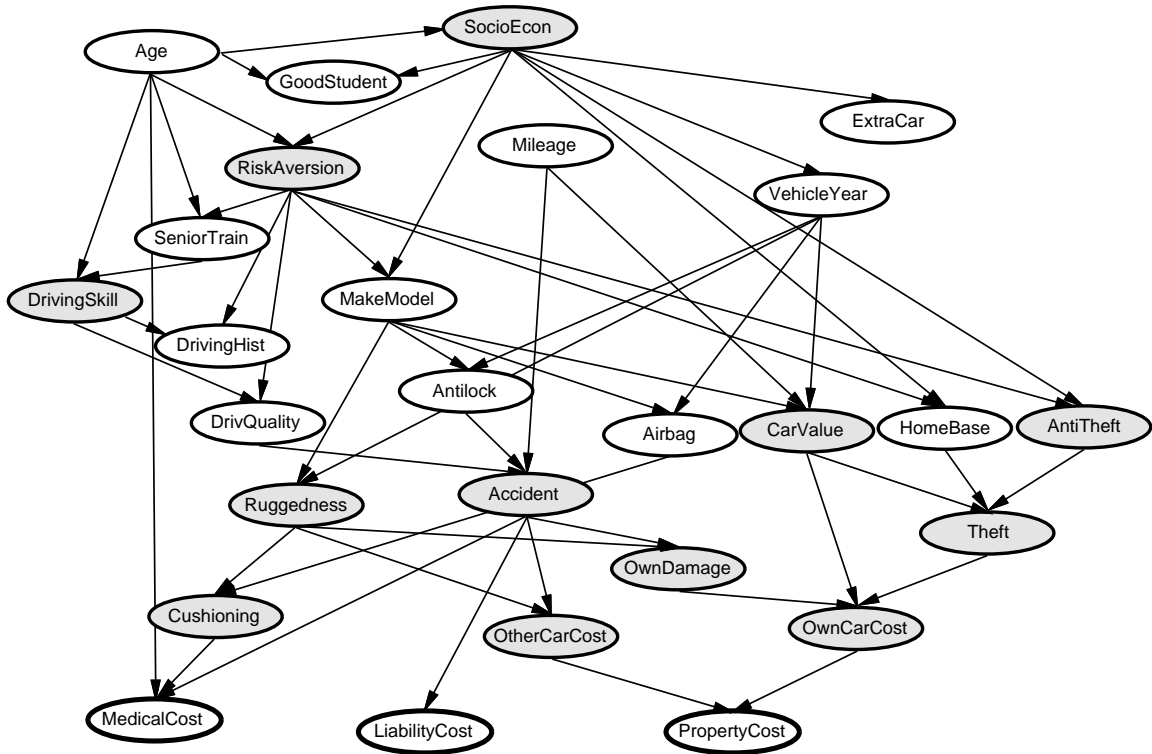 SocioEcon
Age
GoodStudent
ExtraCar
Mileage
RiskAversion
VehicleYear
SeniorTrain
DrivingSkill
MakeModel
DrivingHist
Antilock
DrivQuality
Airbag
CarValue
HomeBase
AntiTheft
Ruggedness
Accident
Theft
OwnDamage
Cushioning
OtherCarCost
OwnCarCost
MedicalCost
LiabilityCost
PropertyCost